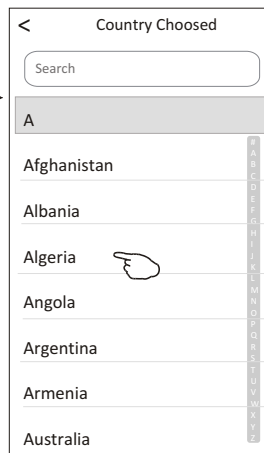 < Country Choosed
Search
A
Afghanistan
Albania
Algeria
Angola
Argentina
Armenia
Australia
#
A
B
C
D
E
F
G
H
I
J
K
L
M
N
O
P
Q
R
S
T
U
V
W
X
Y
Z